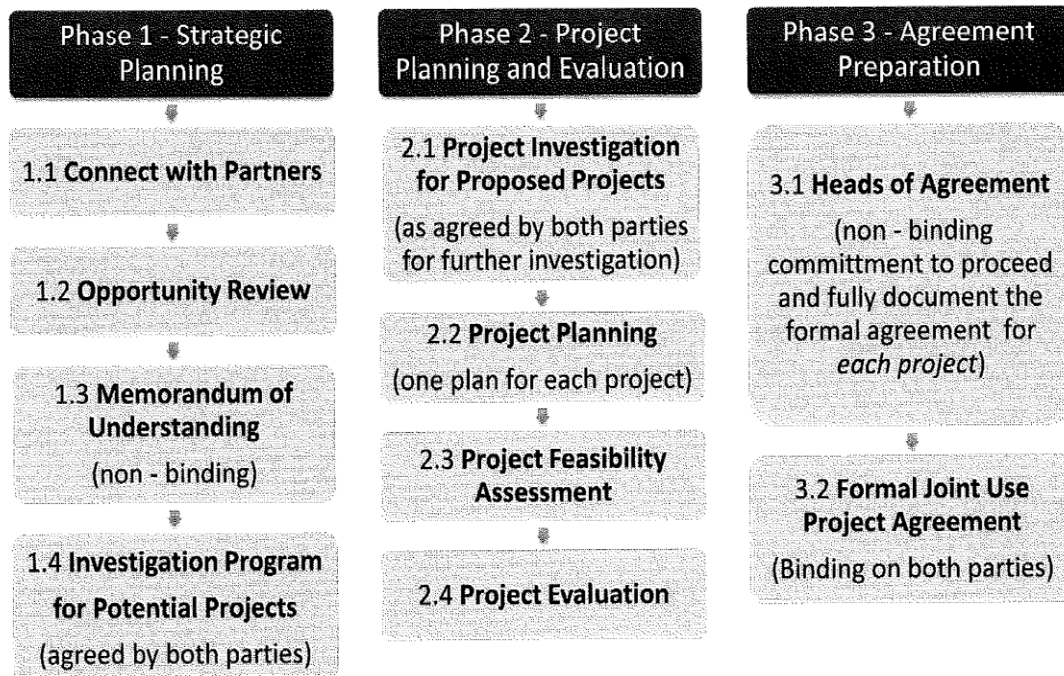 Phase 1 - Strategic
Planning
1.1 Connect with Partners
1.2 Opportunity Review
1.3 Memorandum of
Understanding
(non - binding)
1.4 Investigation Program
for Potential Projects
(agreed by both parties)
Phase 2 - Project
Planning and Evaluation
2.1 Project Investigation
for Proposed Projects
(as agreed by both parties
for further investigation)
2.2 Project Planning
(one plan for each project)
2.3 Project Feasibility
Assessment
2.4 Project Evaluation
Phase 3 - Agreement
Preparation
3.1 Heads of Agreement
(non - binding
committment to proceed
and fully document the
formal agreement for
each project)
3.2 Formal Joint Use
Project Agreement
(Binding on both parties)